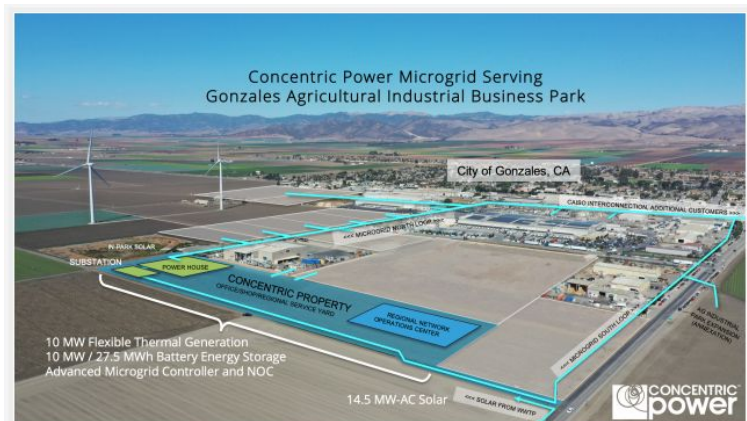 Concentric Power Microgrid Serving
Gonzales Agricultural Industrial Business Park
City of Gonzales, CA
CAISO INTERCONNECTION, ADDITIONAL CUSTOMERS >>>
<<< MICROGRID NORTH LOOP >>>
IN-PARK SOLAR
SUBSTATION
POWER HOUSE
CONCENTRIC PROPERTY
OFFICE/SHOP/REGIONAL SERVICE YARD
REGIONAL NETWORK
OPERATIONS CENTER
<<< MICROGRID SOUTH LOOP >>>
AG INDUSTRIAL
PARK EXPANSION
(ANNEXATION)
10 MW Flexible Thermal Generation
10 MW / 27.5 MWh Battery Energy Storage
Advanced Microgrid Controller and NOC
14.5 MW-AC Solar
<<< SOLAR FROM WWTP
CONCENTRIC™
power